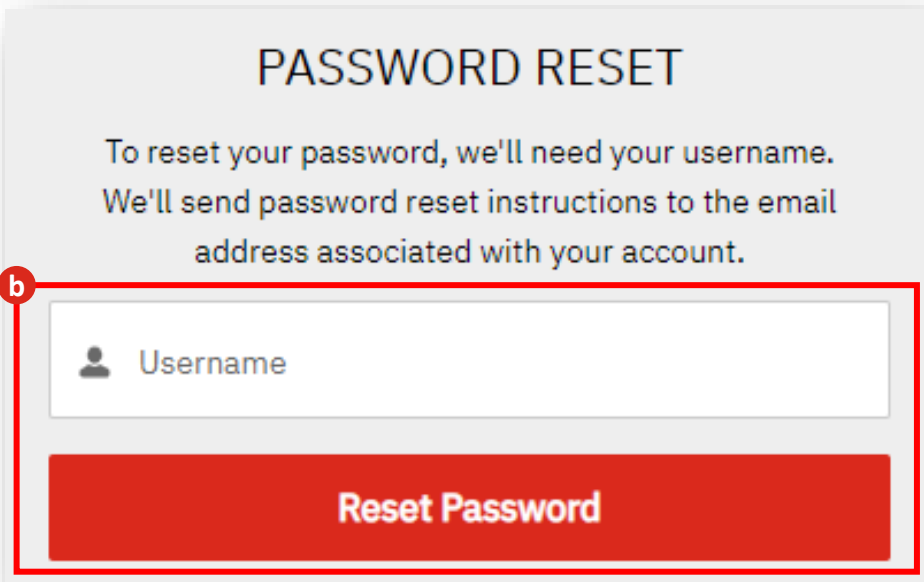 PASSWORD RESET
To reset your password, we'll need your username.
We'll send password reset instructions to the email
address associated with your account.
b
Username
Reset Password